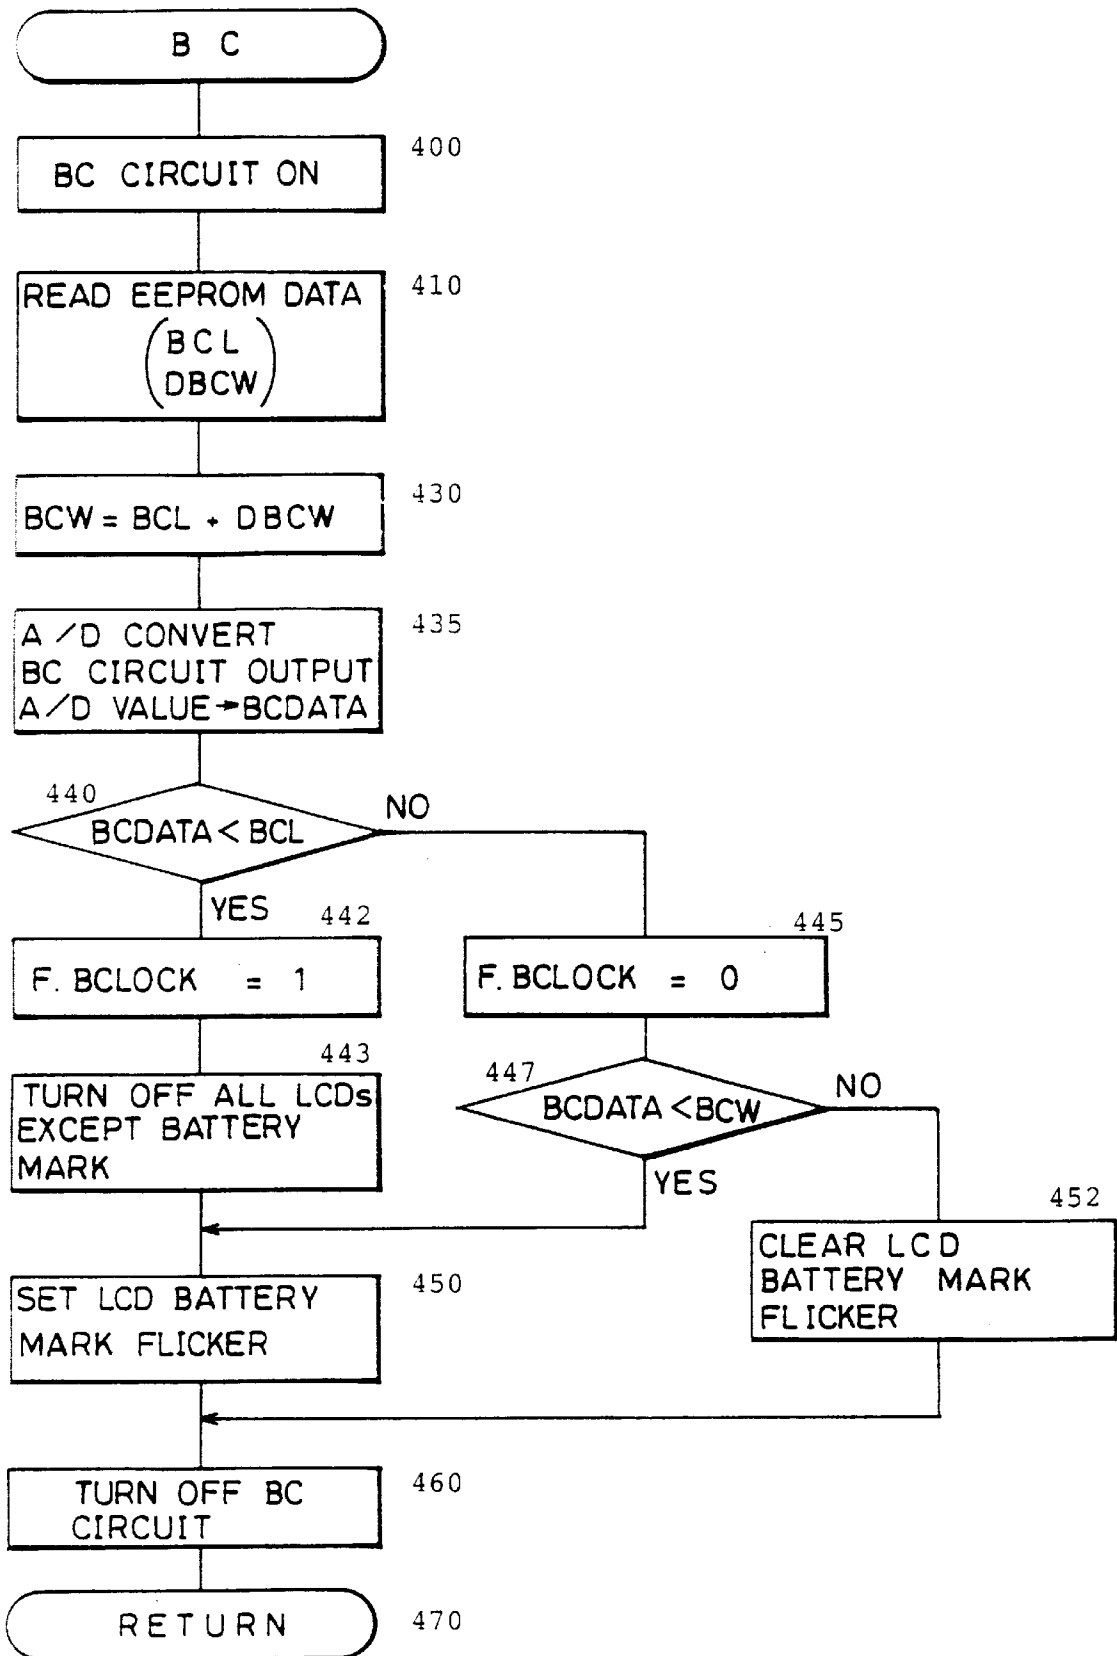 B C
400
BC CIRCUIT ON
410
READ EEPROM DATA
(BCL
DBCW)
430
BCW = BCL + DBCW
435
A/D CONVERT
BC CIRCUIT OUTPUT
A/D VALUE→BCDATA
440
NO
BCDATA < BCL
YES
442
445
F. BCLOCK = 1
F. BCLOCK = 0
443
447
NO
TURN OFF ALL LCDs
EXCEPT BATTERY
MARK
BCDATA < BCW
YES
452
CLEAR LCD
BATTERY MARK
FLICKER
450
SET LCD BATTERY
MARK FLICKER
460
TURN OFF BC
CIRCUIT
RETURN
470